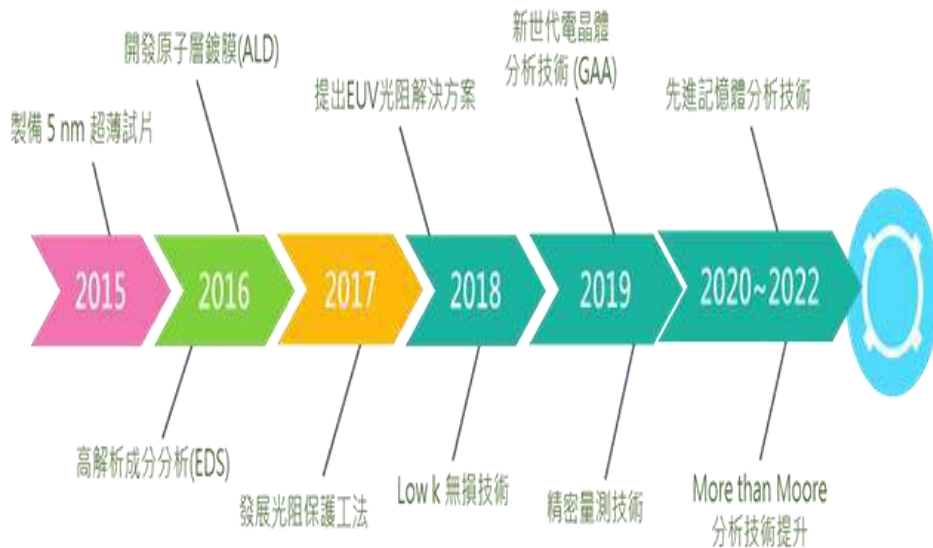 新世代電晶體
分析技術 (GAA)
開發原子層鍍膜(ALD)
提出EUV光阻解決方案
先進記憶體分析技術
製備 5 nm 超薄試片
2015
2016
2017
2018
2019
2020~2022
高解析成分分析(EDS)
發展光阻保護工法
Low k 無損技術
精密量測技術
More than Moore
分析技術提升